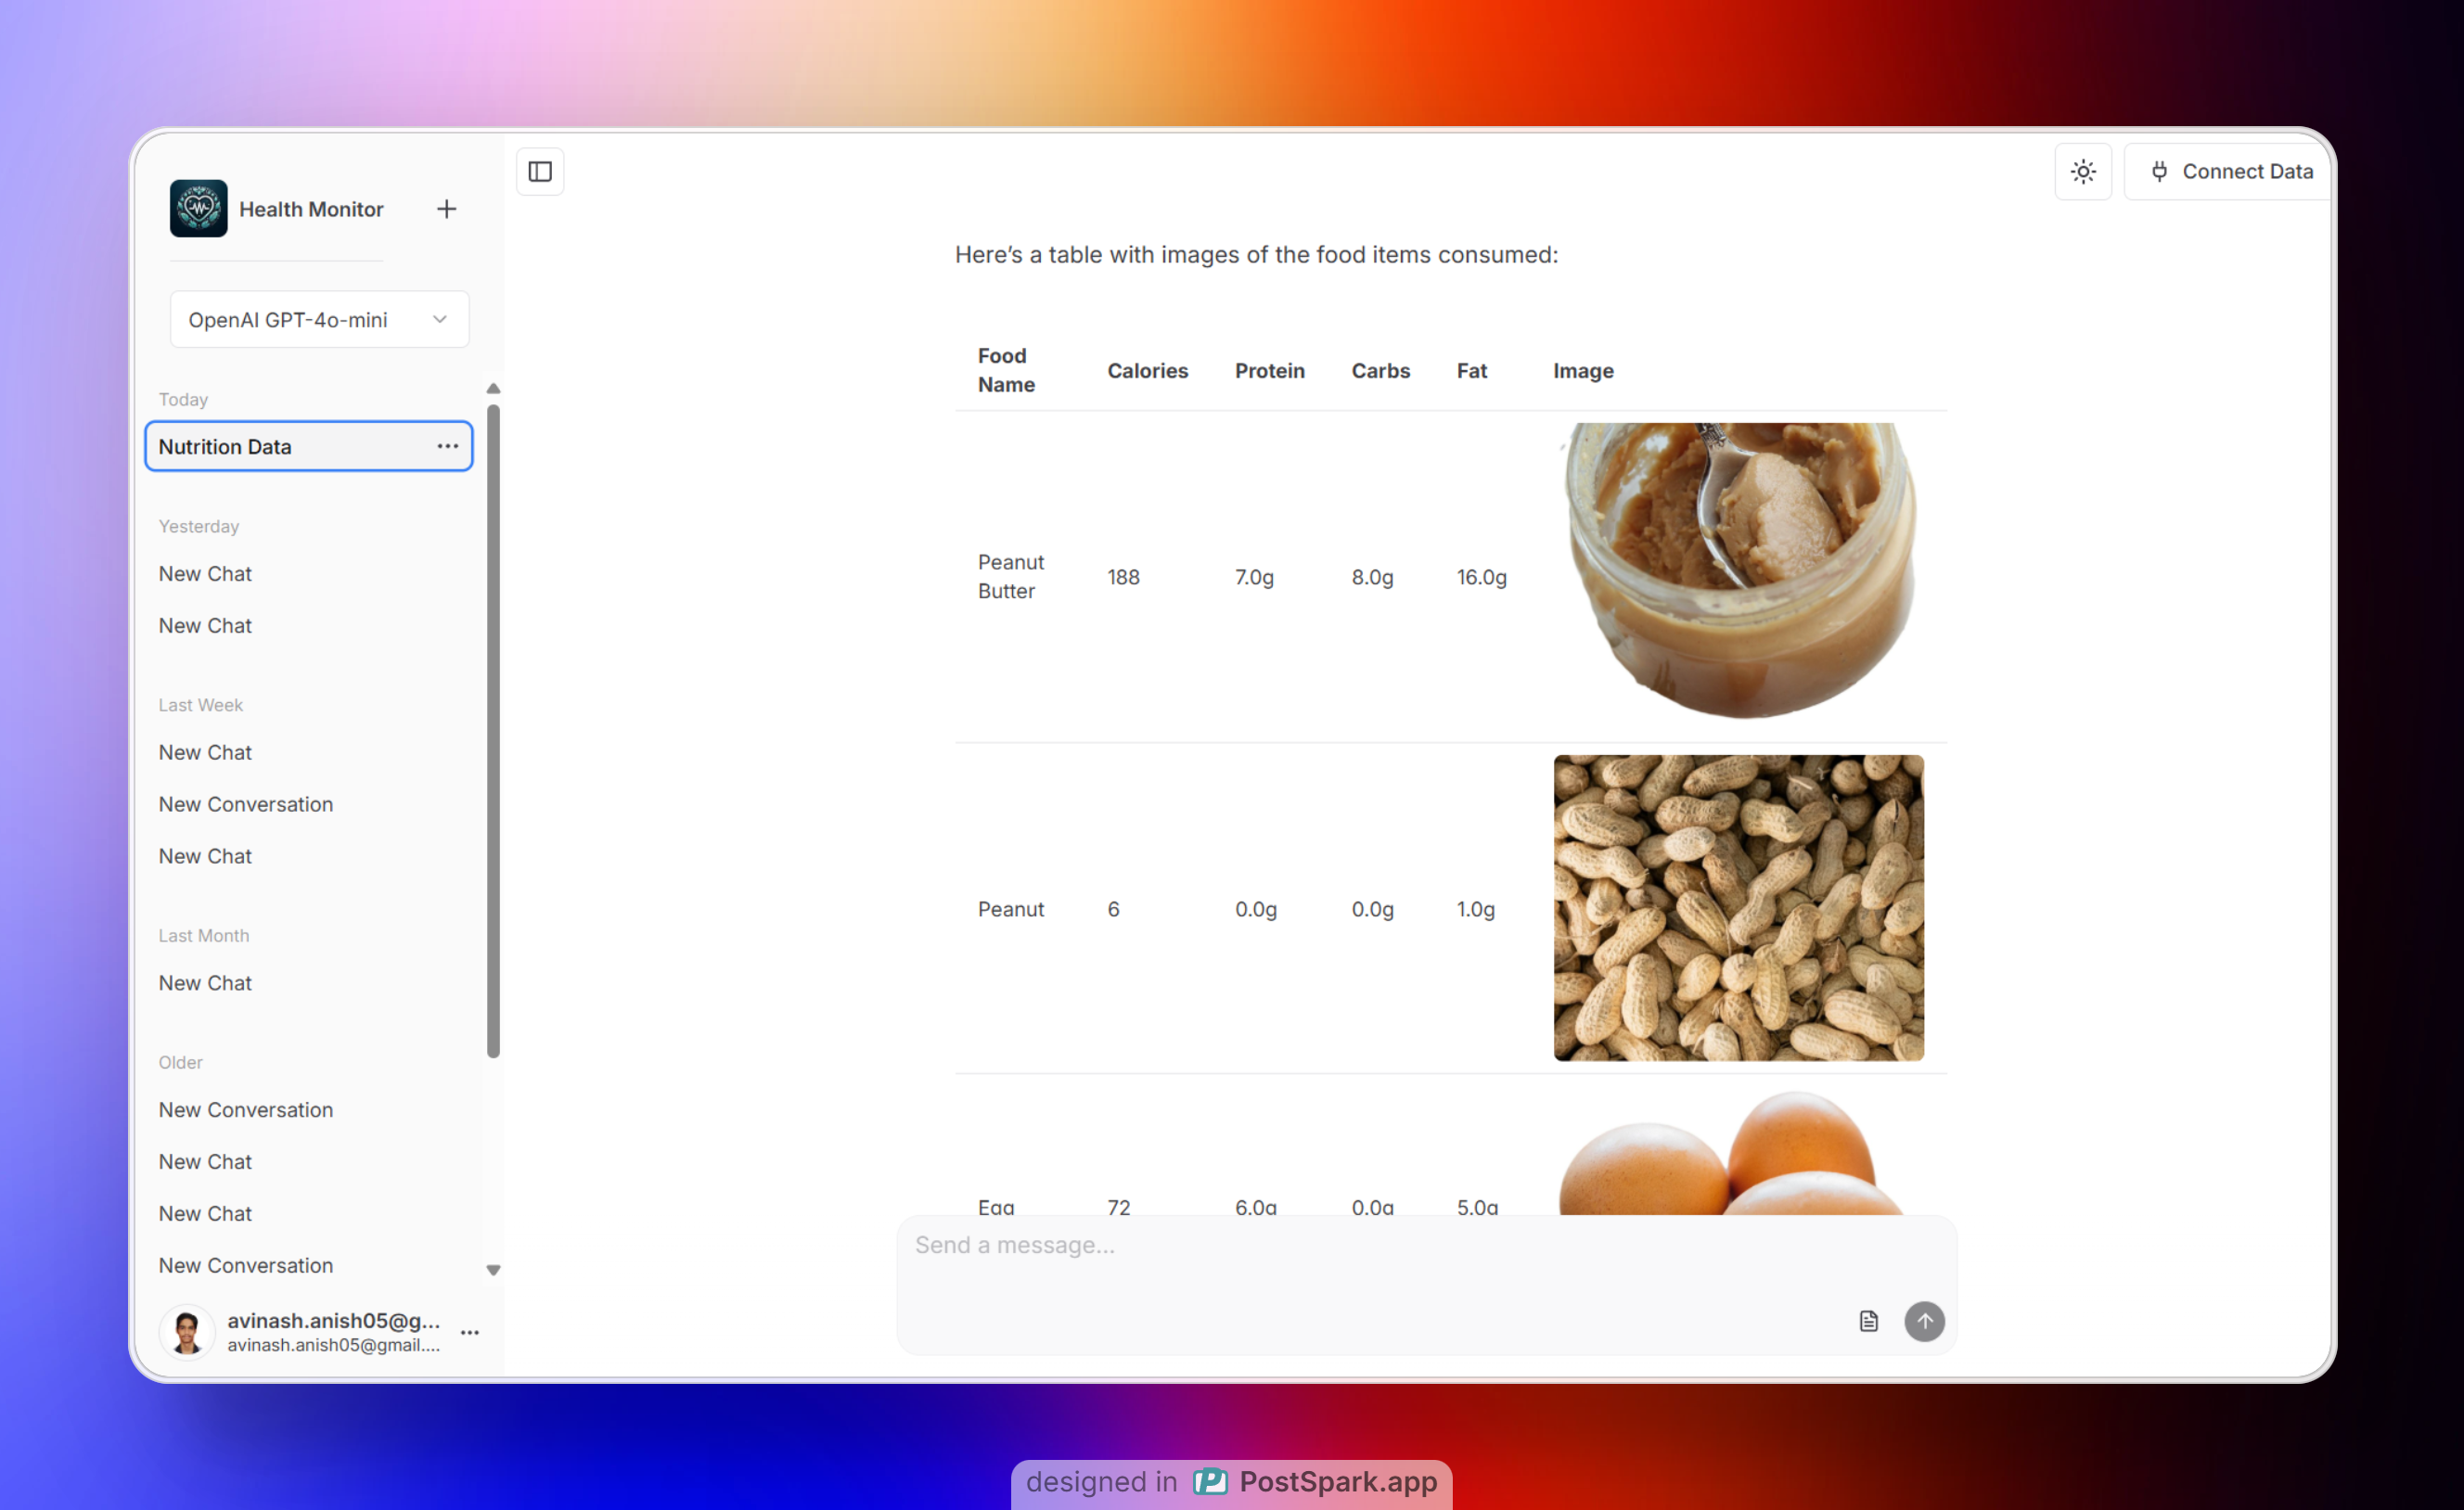 Health Monitor
OpenAI GPT-4o-mini
Today
Nutrition Data
Yesterday
New Chat
New Chat
Last Week
New Chat
New Conversation
New Chat
Last Month
New Chat
Older
New Conversation
New Chat
New Chat
New Conversation
avinash.anish05@g...
avinash.anish05@gmail....
Connect Data
Here’s a table with images of the food items consumed:
Food Name Calories Protein Carbs Fat Image
Peanut Butter 188 7.0g 8.0g 16.0g
Peanut 6 0.0g 0.0g 1.0g
Egg 72 6.0g 0.0g 5.0g
Send a message...
designed in PostSpark.app